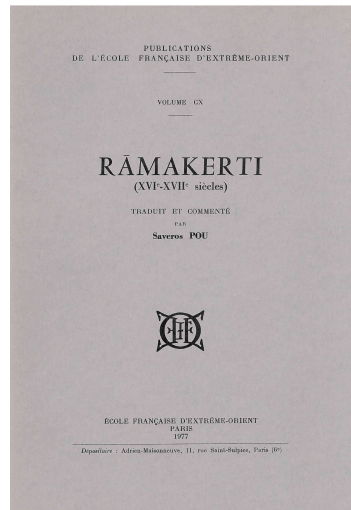 PUBLICATIONS
DE L'ÉCOLE FRANÇAISE D'EXTRÊME-ORIENT
VOLUME CX
RĀMAKERTI
(XVIe-XVIIe siècles)
TRADUIT ET COMMENTÉ
PAR
Saveros POU
ÉCOLE FRANÇAISE D'EXTRÊME-ORIENT
PARIS
1977
Dépositaire : Adrien-Maisonneuve, 11, rue Saint-Sulpice, Paris (6e)